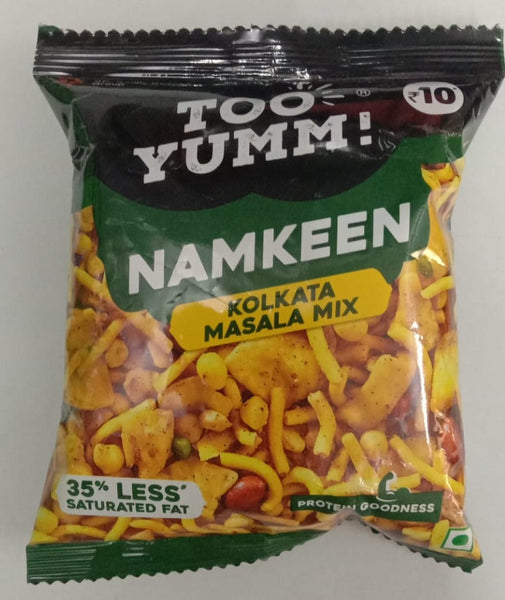 ₹10
TOO
YUMM!
®
NAMKEEN
KOLKATA
MASALA MIX
35% LESS*
SATURATED FAT
PROTEIN GOODNESS